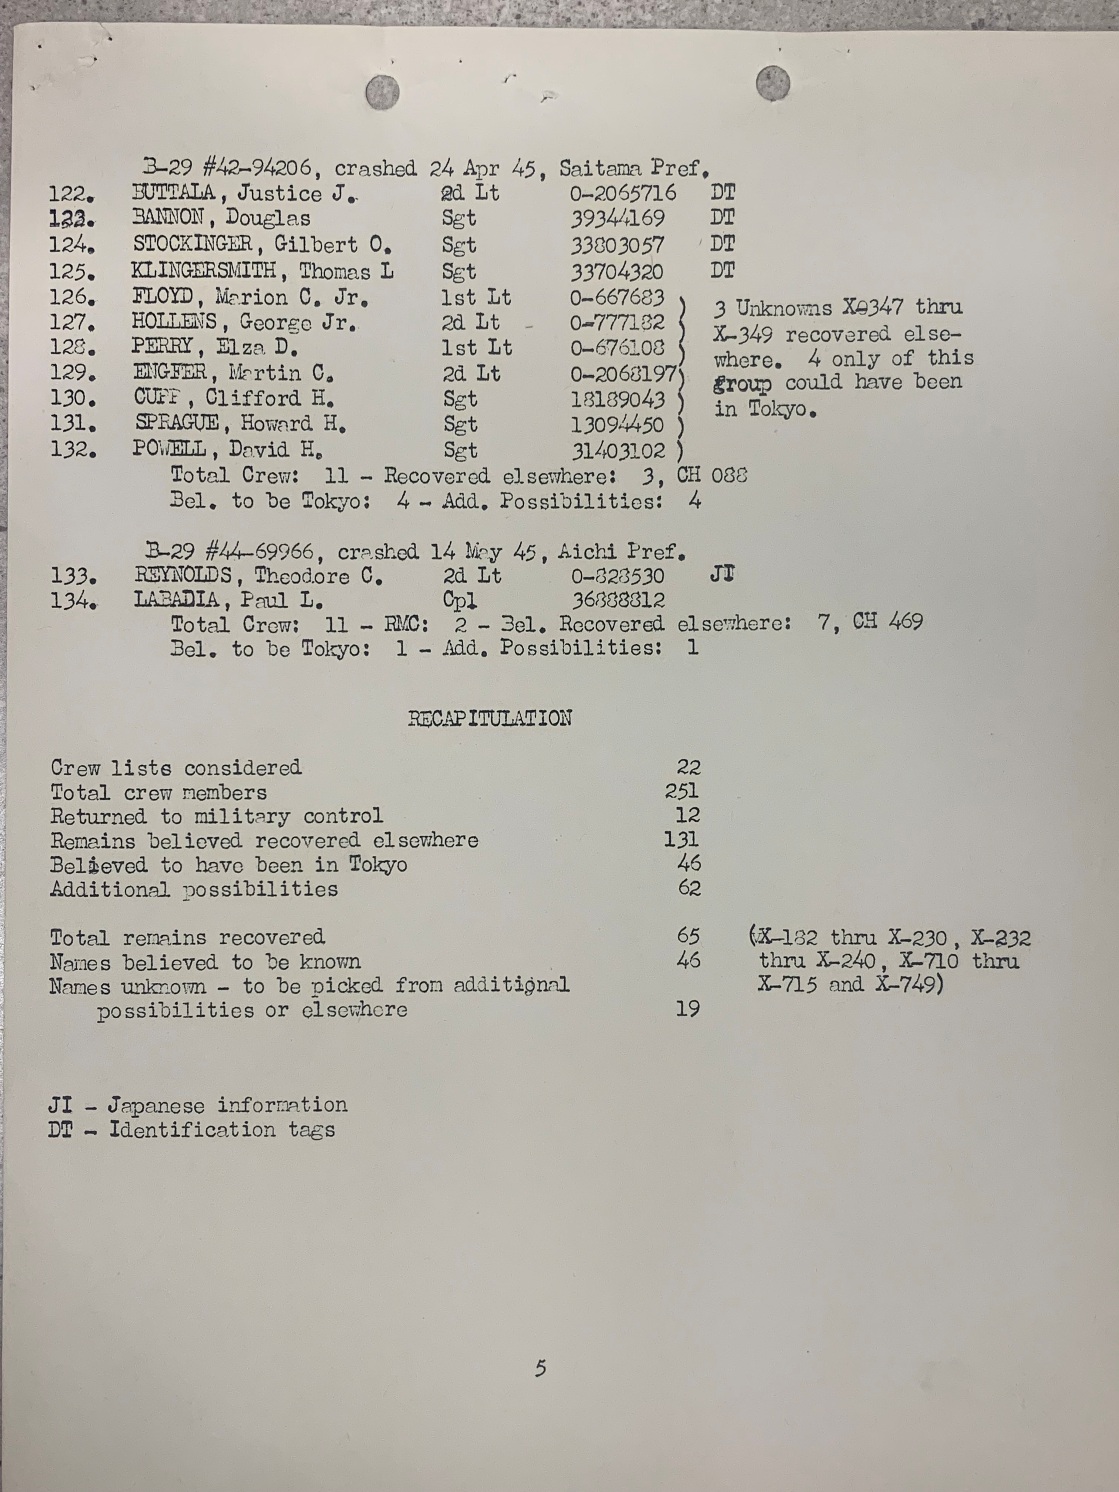 B-29 #42-94206, crashed 24 Apr 45, Saitama Pref.
122. BUTTALA, Justice J. 2d Lt 0-2065716 DT
123. BANNON, Douglas Sgt 39344169 DT
124. STOCKINGER, Gilbert O. Sgt 33803057 DT
125. KLINGERSMITH, Thomas L Sgt 33704320 DT
126. FLOYD, Marion C. Jr. 1st Lt 0-667683 ) 3 Unknowns X-347 thru
127. HOLLENS, George Jr. 2d Lt - 0-777182 ) X-349 recovered else-
128. PERRY, Elza D. 1st Lt 0-676108 ) where. 4 only of this
129. ENGFER, Martin C. 2d Lt 0-2068197) group could have been
130. CUFF, Clifford H. Sgt 18189043 ) in Tokyo.
131. SPRAGUE, Howard H. Sgt 13094450 )
132. POWELL, David H. Sgt 31403102 )
Total Crew: 11 - Recovered elsewhere: 3, CH 088
Bel. to be Tokyo: 4 - Add. Possibilities: 4
B-29 #44-69966, crashed 14 May 45, Aichi Pref.
133. REYNOLDS, Theodore C. 2d Lt 0-828530 JI
134. LABADIA, Paul L. Cpl 36888812
Total Crew: 11 - RMC: 2 - Bel. Recovered elsewhere: 7, CH 469
Bel. to be Tokyo: 1 - Add. Possibilities: 1
RECAPITULATION
Crew lists considered 22
Total crew members 251
Returned to military control 12
Remains believed recovered elsewhere 131
Believed to have been in Tokyo 46
Additional possibilities 62
Total remains recovered 65 (X-182 thru X-230, X-232
Names believed to be known 46 thru X-240, X-710 thru
Names unknown - to be picked from additional X-715 and X-749)
possibilities or elsewhere 19
JI - Japanese information
DT - Identification tags
5